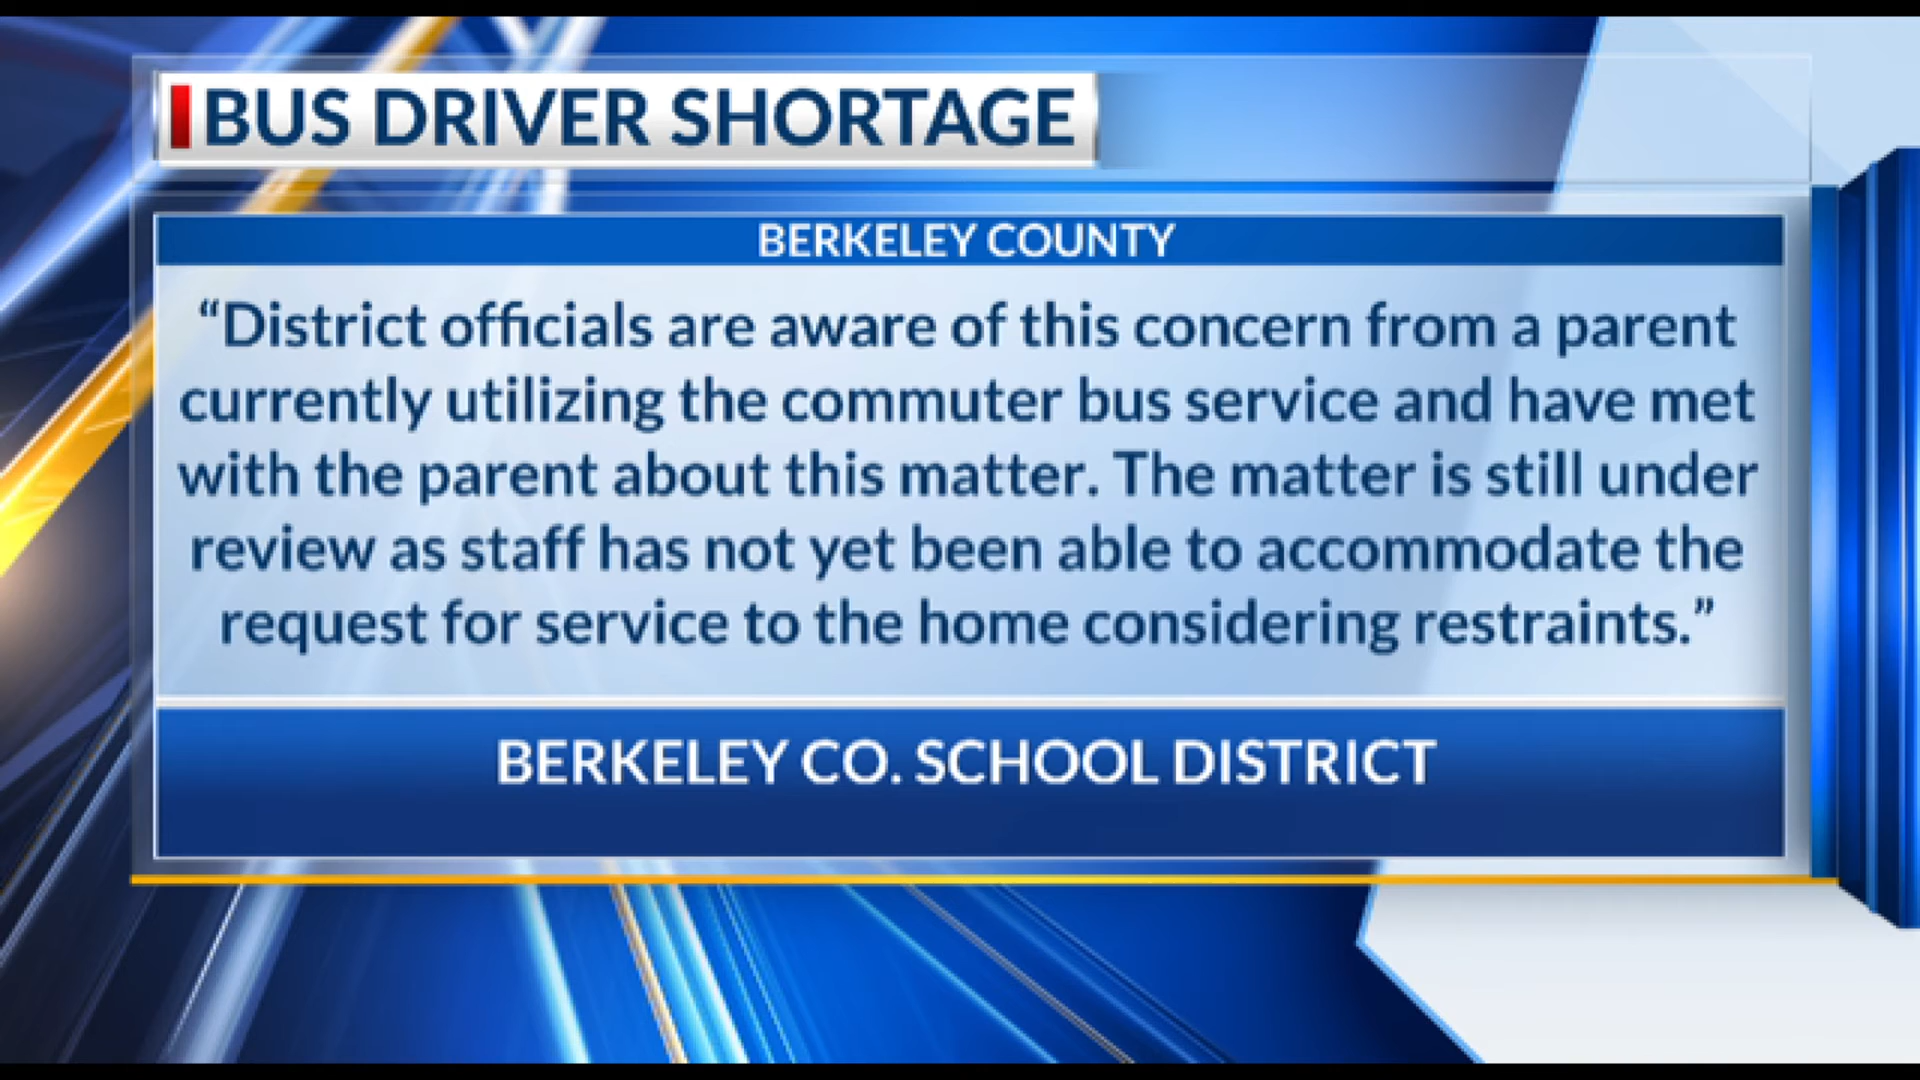 BUS DRIVER SHORTAGE
BERKELEY COUNTY
“District officials are aware of this concern from a parent
currently utilizing the commuter bus service and have met
with the parent about this matter. The matter is still under
review as staff has not yet been able to accommodate the
request for service to the home considering restraints.”
BERKELEY CO. SCHOOL DISTRICT